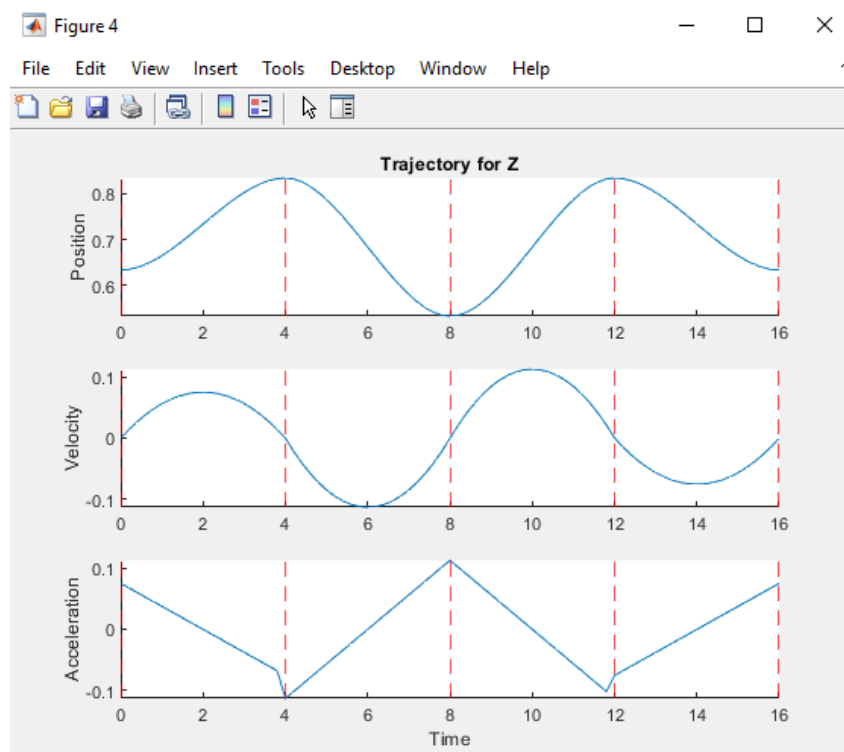 Figure 4
File Edit View Insert Tools Desktop Window Help
Trajectory for Z
Position
0.8
0.7
0.6
0 2 4 6 8 10 12 14 16
Velocity
0.1
0
-0.1
0 2 4 6 8 10 12 14 16
Acceleration
0.1
0
-0.1
0 2 4 6 8 10 12 14 16
Time